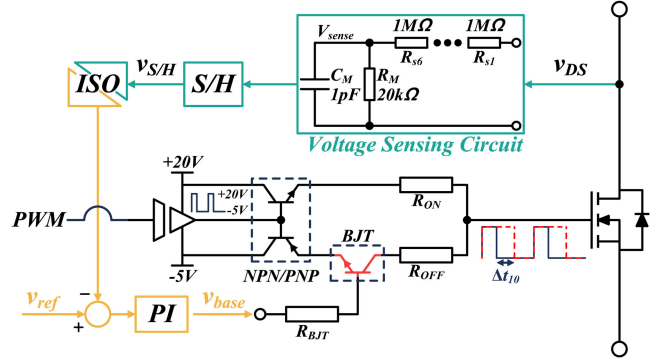 1MΩ 1MΩ
V_sense
R_s6 R_s1
v_S/H
v_DS
ISO
S/H
C_M
1pF
R_M
20kΩ
Voltage Sensing Circuit
+20V
+20V
-5V
PWM
R_ON
BJT
-5V
NPN/PNP
R_OFF
Δt_10
v_ref
−
+
PI
v_base
R_BJT